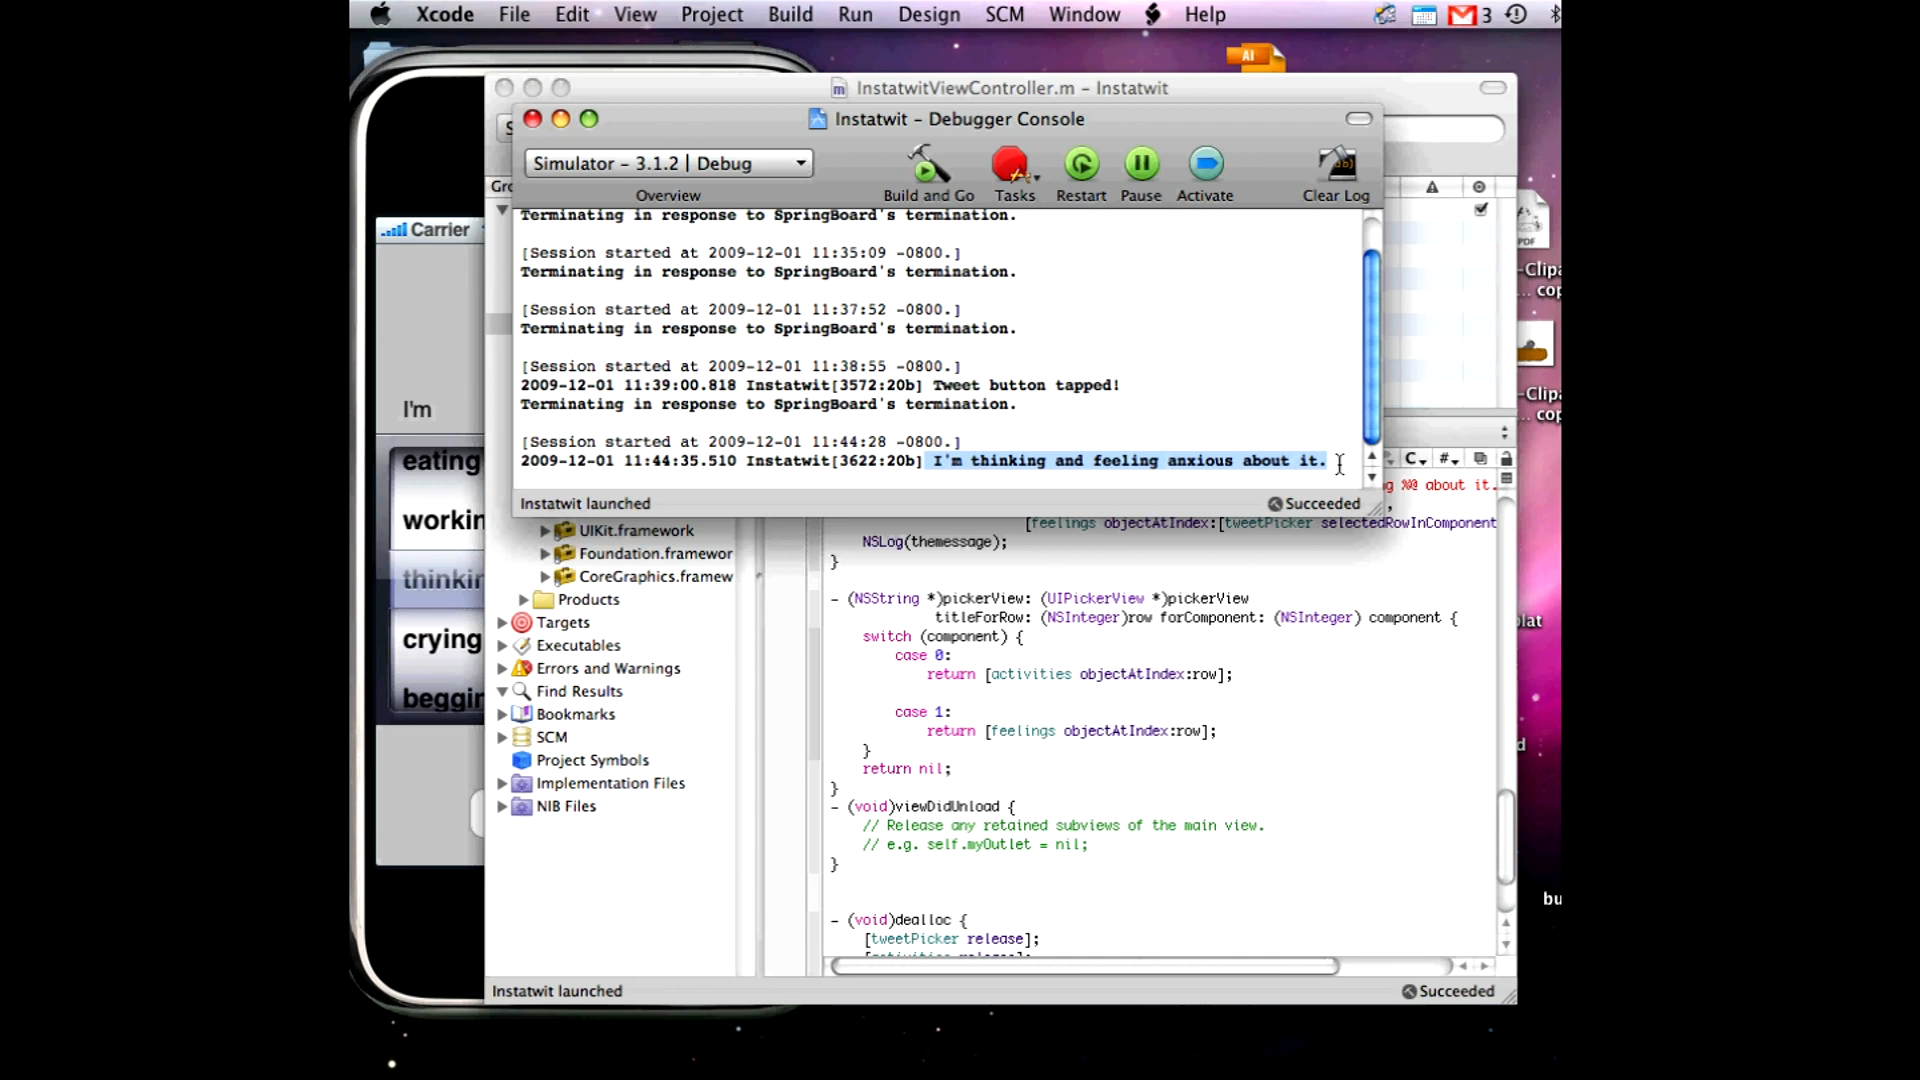 Xcode File Edit View Project Build Run Design SCM Window Help 3
AI
InstatwitViewController.m - Instatwit
Instatwit - Debugger Console
Simulator - 3.1.2 | Debug
Overview Build and Go Tasks Restart Pause Activate Clear Log
Terminating in response to SpringBoard's termination.
[Session started at 2009-12-01 11:35:09 -0800.]
Terminating in response to SpringBoard's termination.
[Session started at 2009-12-01 11:37:52 -0800.]
Terminating in response to SpringBoard's termination.
[Session started at 2009-12-01 11:38:55 -0800.]
2009-12-01 11:39:00.818 Instatwit[3572:20b] Tweet button tapped!
Terminating in response to SpringBoard's termination.
[Session started at 2009-12-01 11:44:28 -0800.]
2009-12-01 11:44:35.510 Instatwit[3622:20b] I'm thinking and feeling anxious about it.
Instatwit launched Succeeded
Carrier
I'm
eating
workin
thinkin
crying
beggin
PDF
-Clipa
... cop
-Clipa
... cop
lat
d
bu
C #
g %@ about it.
UIKit.framework
Foundation.framewor
CoreGraphics.framew
Products
Targets
Executables
Errors and Warnings
Find Results
Bookmarks
SCM
Project Symbols
Implementation Files
NIB Files
[feelings objectAtIndex:[tweetPicker selectedRowInComponent
NSLog(themessage);
}
- (NSString *)pickerView: (UIPickerView *)pickerView
titleForRow: (NSInteger)row forComponent: (NSInteger) component {
switch (component) {
case 0:
return [activities objectAtIndex:row];
case 1:
return [feelings objectAtIndex:row];
}
return nil;
}
- (void)viewDidUnload {
// Release any retained subviews of the main view.
// e.g. self.myOutlet = nil;
}
- (void)dealloc {
[tweetPicker release];
Instatwit launched Succeeded